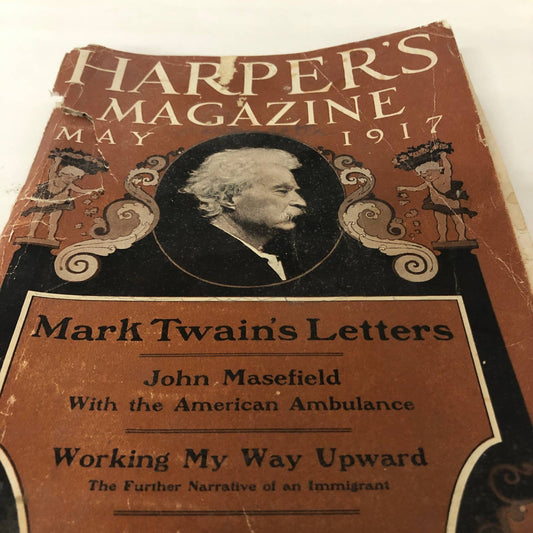 HARPER'S
MAGAZINE
MAY 1917
Mark Twain's Letters
John Masefield
With the American Ambulance
Working My Way Upward
The Further Narrative of an Immigrant